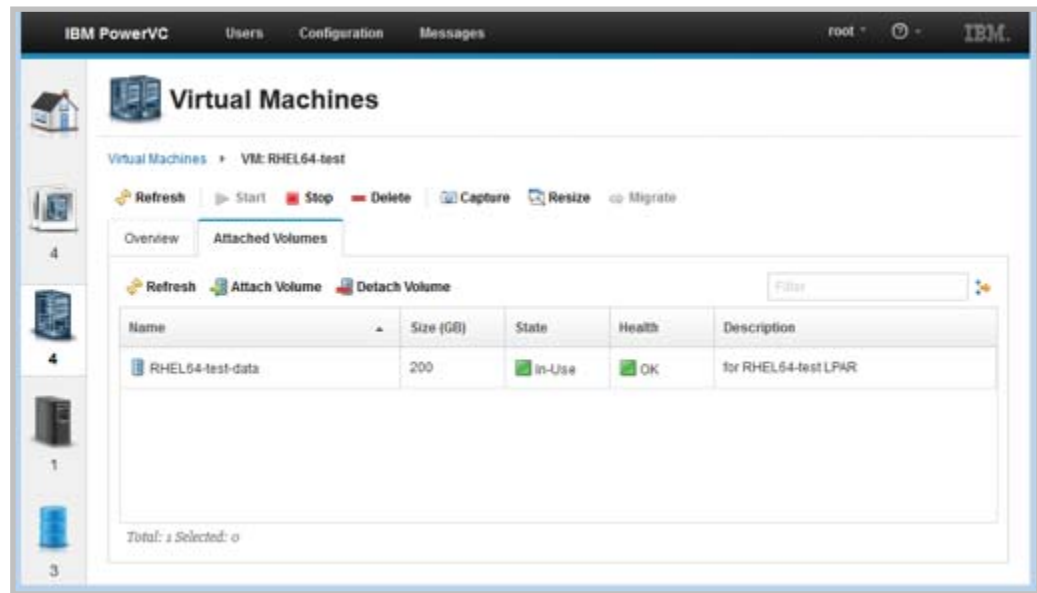 IBM PowerVC Users Configuration Messages root IBM.
Virtual Machines
Virtual Machines VM: RHEL64-test
Refresh Start Stop Delete Capture Resize Migrate
4
Overview Attached Volumes
Refresh Attach Volume Detach Volume Filter
Name Size (GB) State Health Description
4
RHEL64-test-data 200 In-Use OK for RHEL64-test LPAR
1
Total: 1 Selected: 0
3